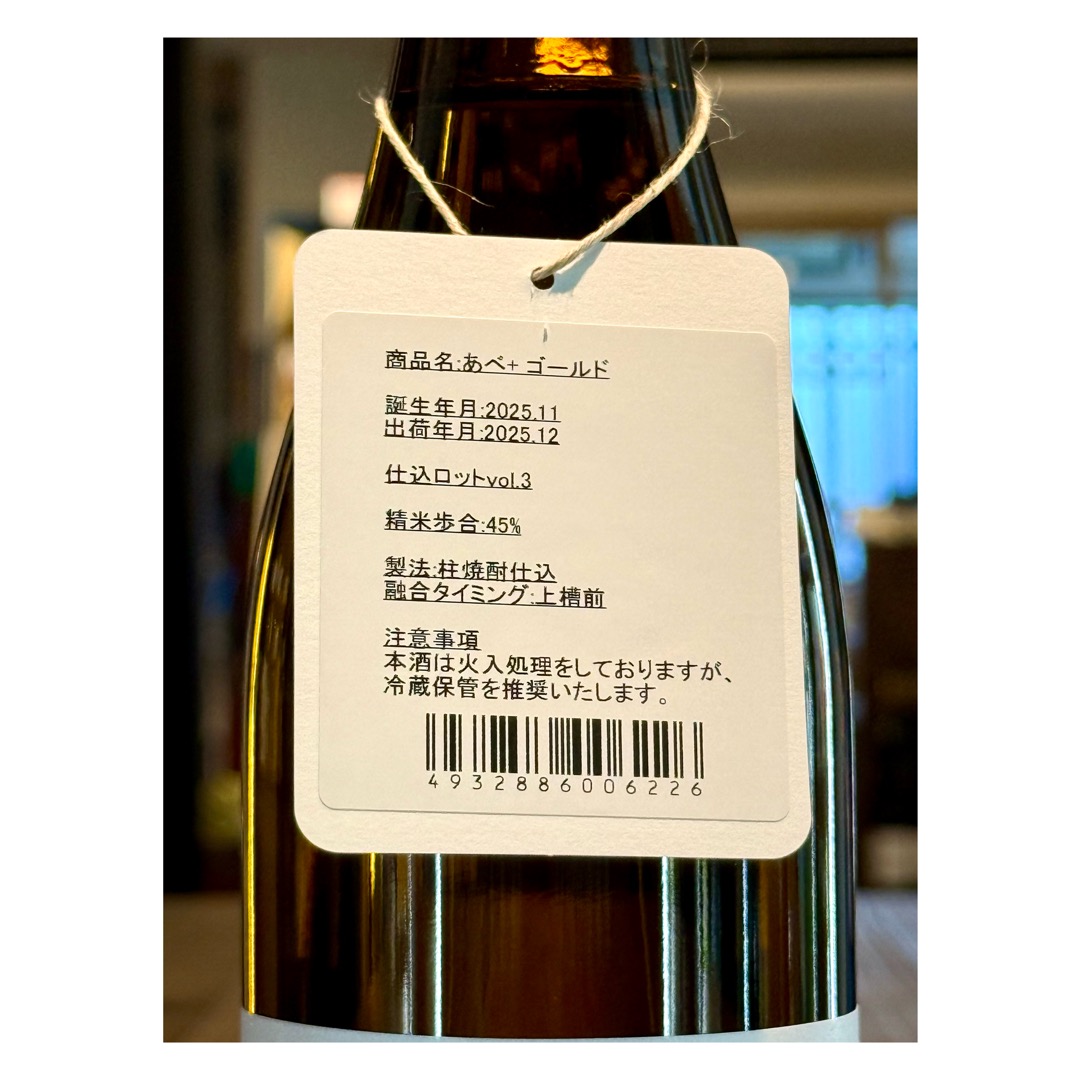 商品名:あべ+ ゴールド
誕生年月:2025.11
出荷年月:2025.12
仕込ロットvol.3
精米歩合:45%
製法:柱焼酎仕込
融合タイミング:上槽前
注意事項
本酒は火入処理をしておりますが、
冷蔵保管を推奨いたします。
4932886006226